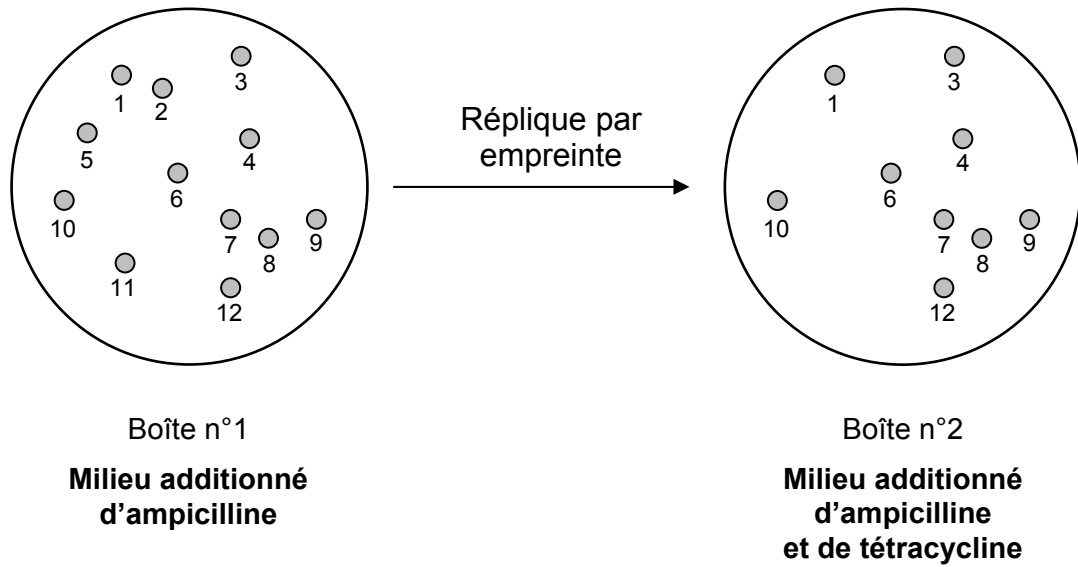 3
1
2
5
4
6
10
7
9
8
11
12
Boîte n°1
Milieu additionné
d'ampicilline
Réplique par
empreinte
3
1
4
6
10
7
9
8
12
Boîte n°2
Milieu additionné
d'ampicilline
et de tétracycline